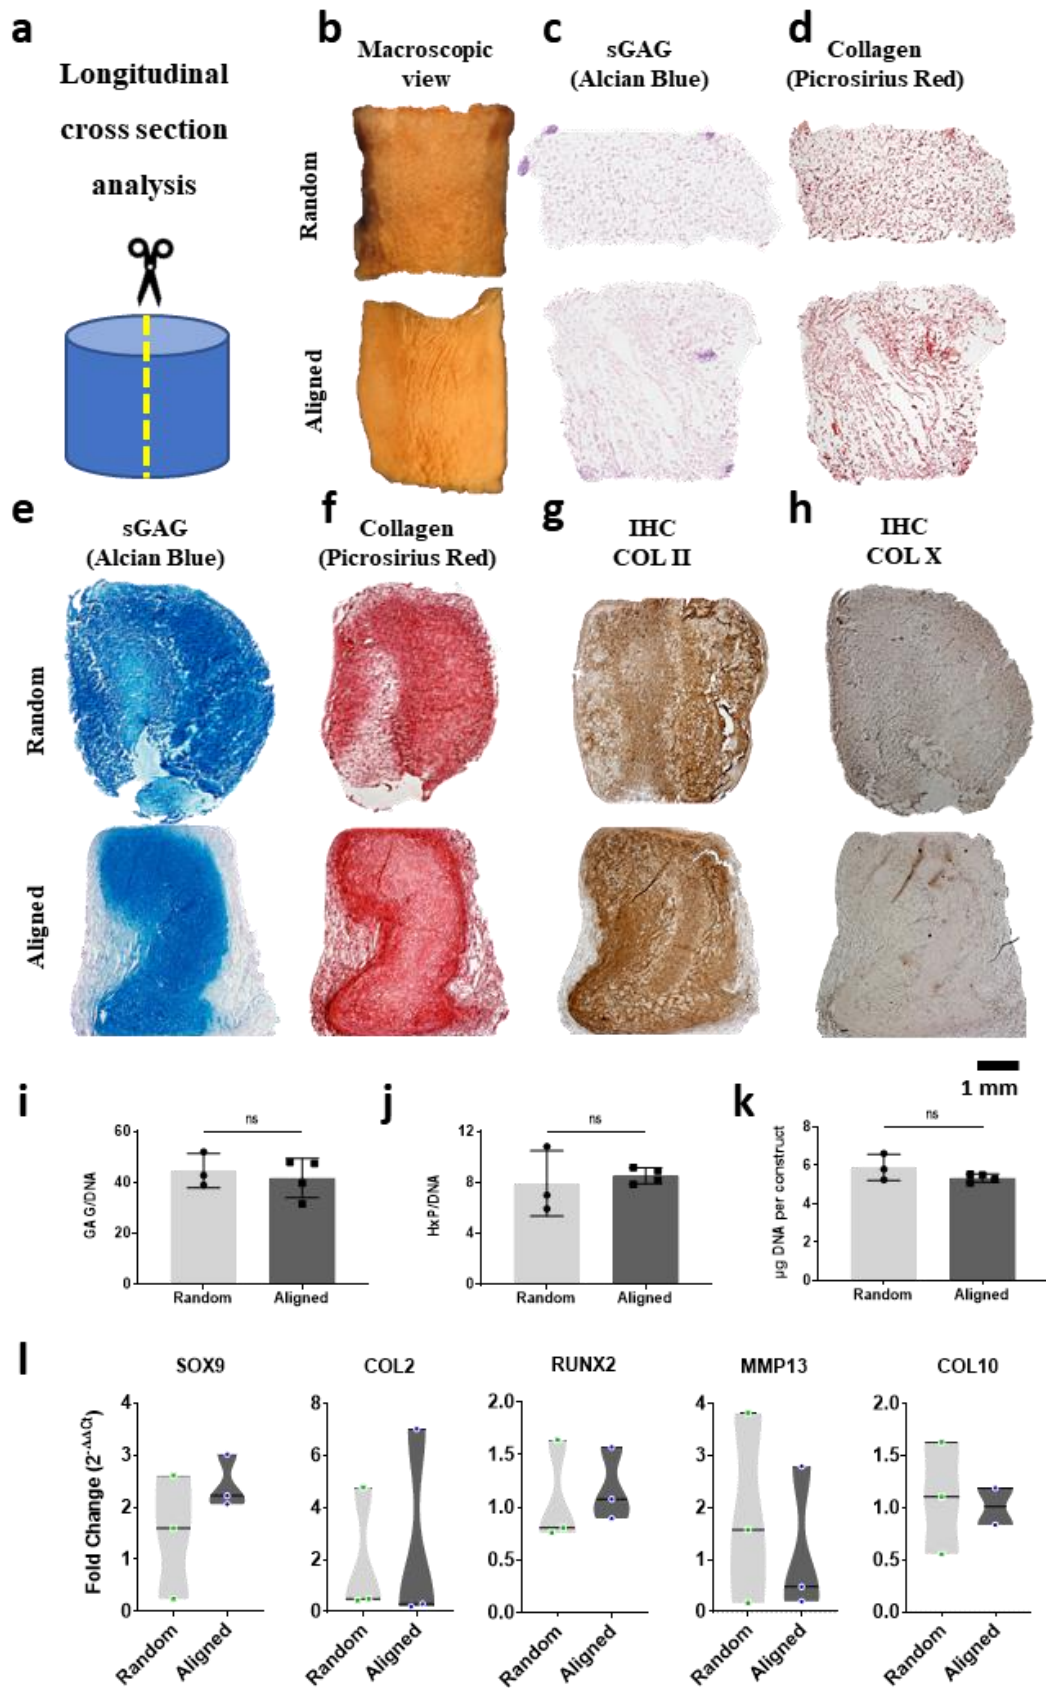 a
Longitudinal
cross section
analysis
b
Macroscopic
view
c
sGAG
(Alcian Blue)
d
Collagen
(Picrosirius Red)
Random
Aligned
e
sGAG
(Alcian Blue)
f
Collagen
(Picrosirius Red)
g
IHC
COL II
h
IHC
COL X
Random
Aligned
1 mm
i
ns
GAG/DNA
60
40
20
0
Random
Aligned
j
ns
HxP/DNA
12
8
4
0
Random
Aligned
k
ns
µg DNA per construct
8
6
4
2
0
Random
Aligned
l
Fold Change (2^-ΔΔCt)
SOX9
4
3
2
1
0
Random
Aligned
COL2
8
6
4
2
0
Random
Aligned
RUNX2
2.0
1.5
1.0
0.5
0.0
Random
Aligned
MMP13
4
3
2
1
0
Random
Aligned
COL10
2.0
1.5
1.0
0.5
0.0
Random
Aligned